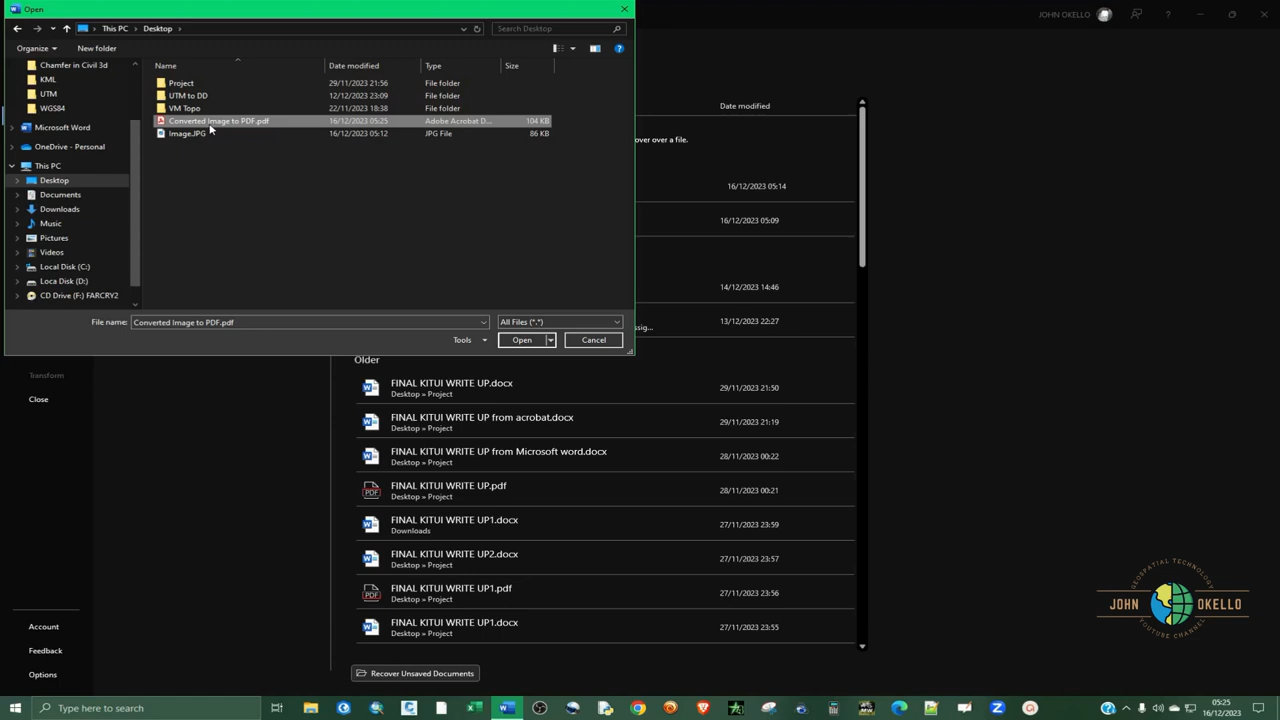 Open
JOHN OKELLO
This PC
Desktop
Search Desktop
Organize
New folder
Name
Date modified
Type
Size
Project
29/11/2023 21:56
File folder
UTM to DD
12/12/2023 23:09
File folder
VM Topo
22/11/2023 18:38
File folder
Converted Image to PDF.pdf
16/12/2023 05:25
Adobe Acrobat D...
104 KB
Image.JPG
16/12/2023 05:12
JPG File
86 KB
Chamfer in Civil 3d
KML
UTM
WGS84
Microsoft Word
OneDrive - Personal
This PC
Desktop
Documents
Downloads
Music
Pictures
Videos
Local Disk (C:)
Loca Disk (D:)
CD Drive (F:) FARCRY2
File name:
Converted Image to PDF.pdf
All Files (*.*)
Tools
Open
Cancel
Date modified
over over a file.
16/12/2023 05:14
16/12/2023 05:09
14/12/2023 14:46
13/12/2023 22:27
ssig...
Transform
Close
Account
Feedback
Options
Older
FINAL KITUI WRITE UP.docx
Desktop » Project
29/11/2023 21:50
FINAL KITUI WRITE UP from acrobat.docx
Desktop » Project
29/11/2023 21:19
FINAL KITUI WRITE UP from Microsoft word.docx
Desktop » Project
28/11/2023 00:22
PDF
FINAL KITUI WRITE UP.pdf
Desktop » Project
28/11/2023 00:21
FINAL KITUI WRITE UP1.docx
Downloads
27/11/2023 23:59
FINAL KITUI WRITE UP2.docx
Desktop » Project
27/11/2023 23:57
PDF
FINAL KITUI WRITE UP1.pdf
Desktop » Project
27/11/2023 23:56
FINAL KITUI WRITE UP1.docx
Desktop » Project
27/11/2023 23:55
Recover Unsaved Documents
GEOSPATIAL TECHNOLOGY
JOHN OKELLO
YOUTUBE CHANNEL
Type here to search
05:25
16/12/2023